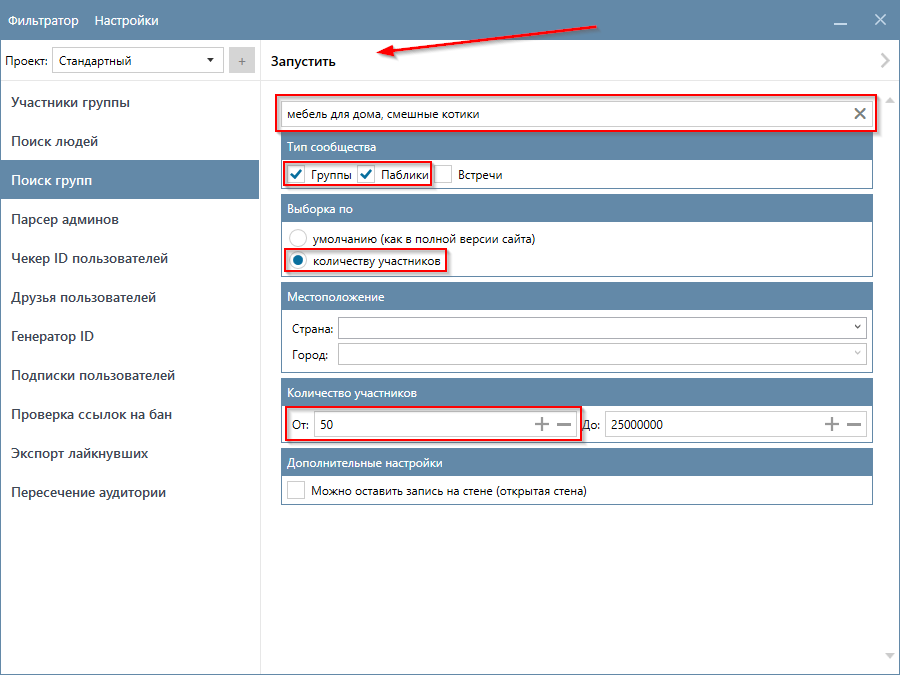 Фильтратор Настройки
Проект: Стандартный +
Запустить
Участники группы
Поиск людей
Поиск групп
Парсер админов
Чекер ID пользователей
Друзья пользователей
Генератор ID
Подписки пользователей
Проверка ссылок на бан
Экспорт лайкнувших
Пересечение аудитории
мебель для дома, смешные котики
Тип сообщества
Группы Паблики Встречи
Выборка по
умолчанию (как в полной версии сайта)
количеству участников
Местоположение
Страна:
Город:
Количество участников
От: 50 До: 25000000
Дополнительные настройки
Можно оставить запись на стене (открытая стена)